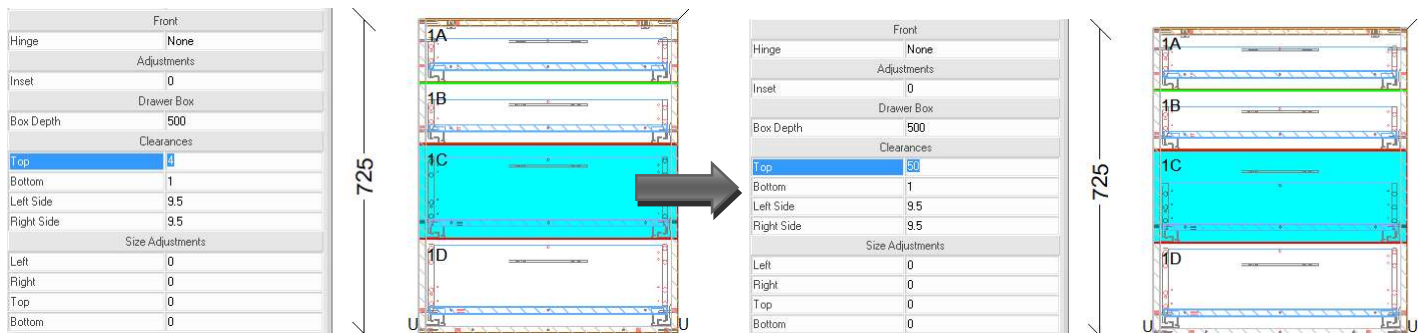 Front
Hinge None
Adjustments
Inset 0
Drawer Box
Box Depth 500
Clearances
Top 4
Bottom 1
Left Side 9.5
Right Side 9.5
Size Adjustments
Left 0
Right 0
Top 0
Bottom 0
725
1A
1B
1C
1D
U U
Front
Hinge None
Adjustments
Inset 0
Drawer Box
Box Depth 500
Clearances
Top 50
Bottom 1
Left Side 9.5
Right Side 9.5
Size Adjustments
Left 0
Right 0
Top 0
Bottom 0
725
1A
1B
1C
1D
U U